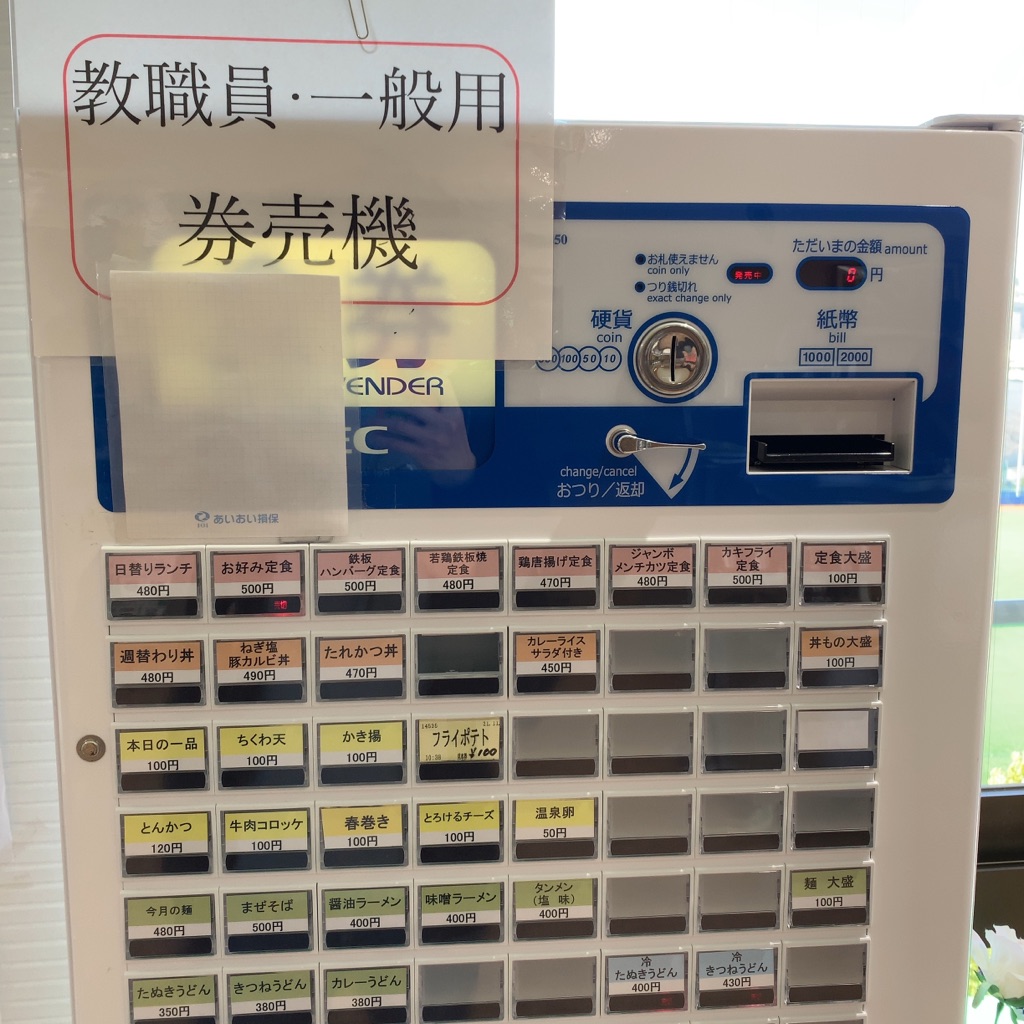 教職員・一般用
券売機
50
お札使えません
coin only
つり銭切れ
exact change only
発売中
ただいまの金額 amount
0 円
硬貨
coin
100 50 10
紙幣
bill
1000 2000
VENDER
EC
change/cancel
おつり/返却
あいおい損保
日替りランチ
480円
お好み定食
500円
売切
鉄板
ハンバーグ定食
500円
若鶏鉄板焼
定食
480円
鶏唐揚げ定食
470円
ジャンボ
メンチカツ定食
480円
カキフライ
定食
500円
定食大盛
100円
週替わり丼
480円
ねぎ塩
豚カルビ丼
490円
たれかつ丼
470円
カレーライス
サラダ付き
450円
丼もの大盛
100円
本日の一品
100円
ちくわ天
100円
かき揚
100円
フライポテト
¥100
とんかつ
120円
牛肉コロッケ
100円
春巻き
100円
とろけるチーズ
100円
温泉卵
50円
今月の麺
480円
まぜそば
500円
醤油ラーメン
400円
味噌ラーメン
400円
タンメン
(塩 味)
400円
麺 大盛
100円
たぬきうどん
350円
きつねうどん
380円
カレーうどん
380円
冷
たぬきうどん
400円
冷
きつねうどん
430円